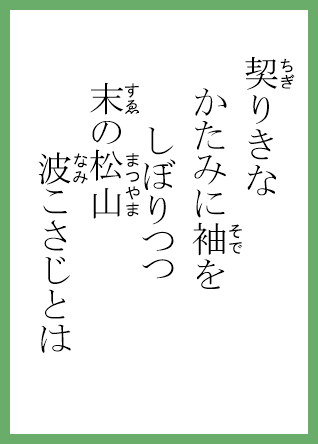 契りきな
かたみに袖を
しぼりつつ
末の松山
波こさじとは
ちぎ
そで
すゑ
まつやま
なみ